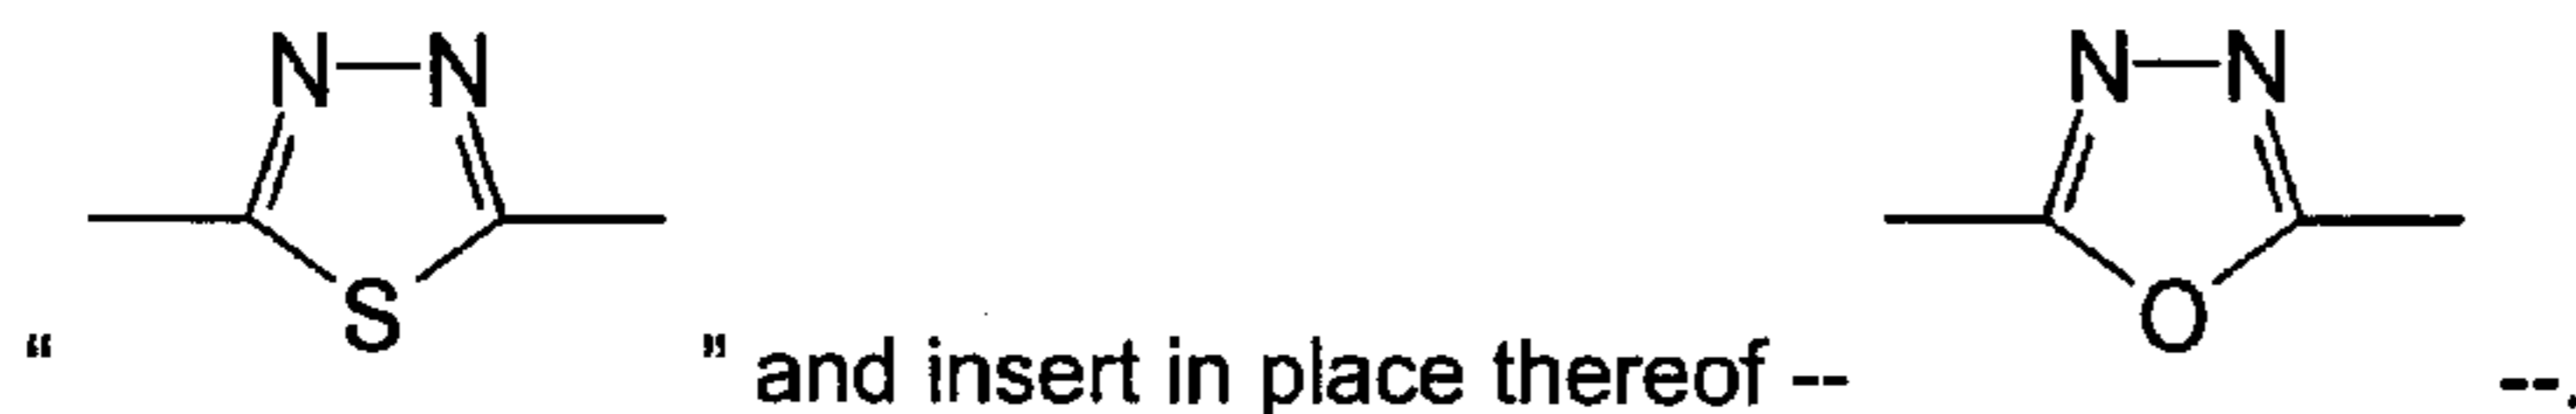 N—N N—N
S O
“ ” and insert in place thereof -- --,